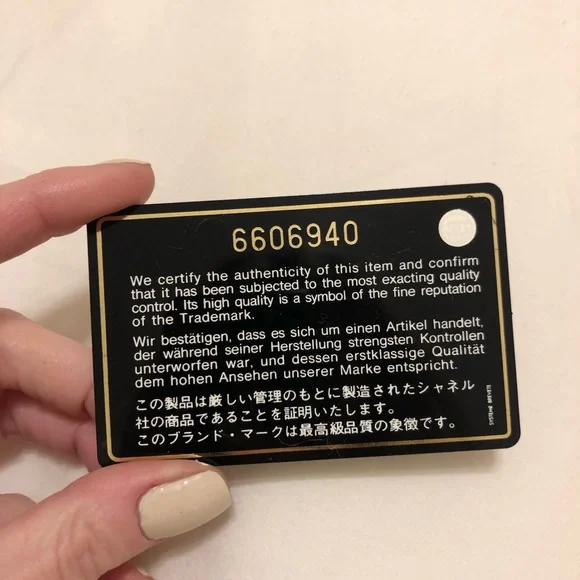 6606940
We certify the authenticity of this item and confirm
that it has been subjected to the most exacting quality
control. Its high quality is a symbol of the fine reputation
of the Trademark.
Wir bestätigen, dass es sich um einen Artikel handelt,
der während seiner Herstellung strengsten Kontrollen
unterworfen war, und dessen erstklassige Qualität
dem hohen Ansehen unserer Marke entspricht.
この製品は厳しい管理のもとに製造されたシャネル
社の商品であることを証明いたします。
このブランド・マークは最高級品質の象徴です。
SYSTEME BREVETE